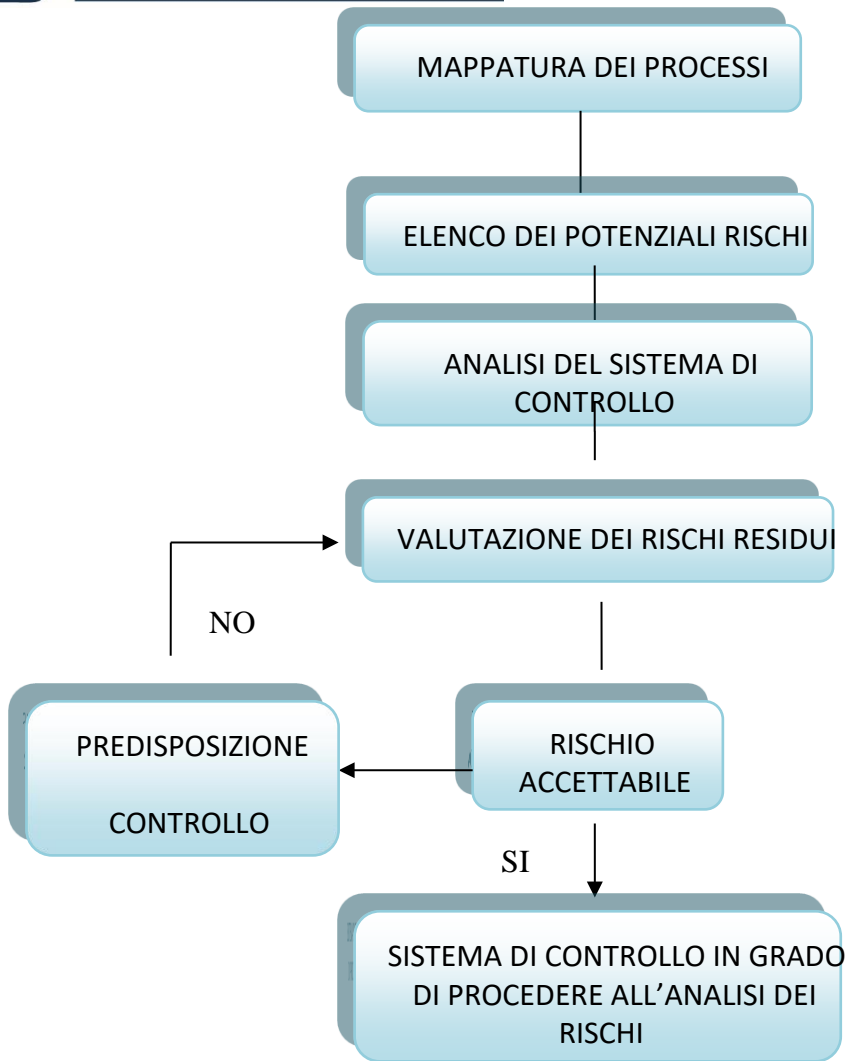 MAPPATURA DEI PROCESSI
ELENCO DEI POTENZIALI RISCHI
ANALISI DEL SISTEMA DI
CONTROLLO
VALUTAZIONE DEI RISCHI RESIDUI
NO
PREDISPOSIZIONE
CONTROLLO
RISCHIO
ACCETTABILE
SI
SISTEMA DI CONTROLLO IN GRADO
DI PROCEDERE ALL’ANALISI DEI
RISCHI